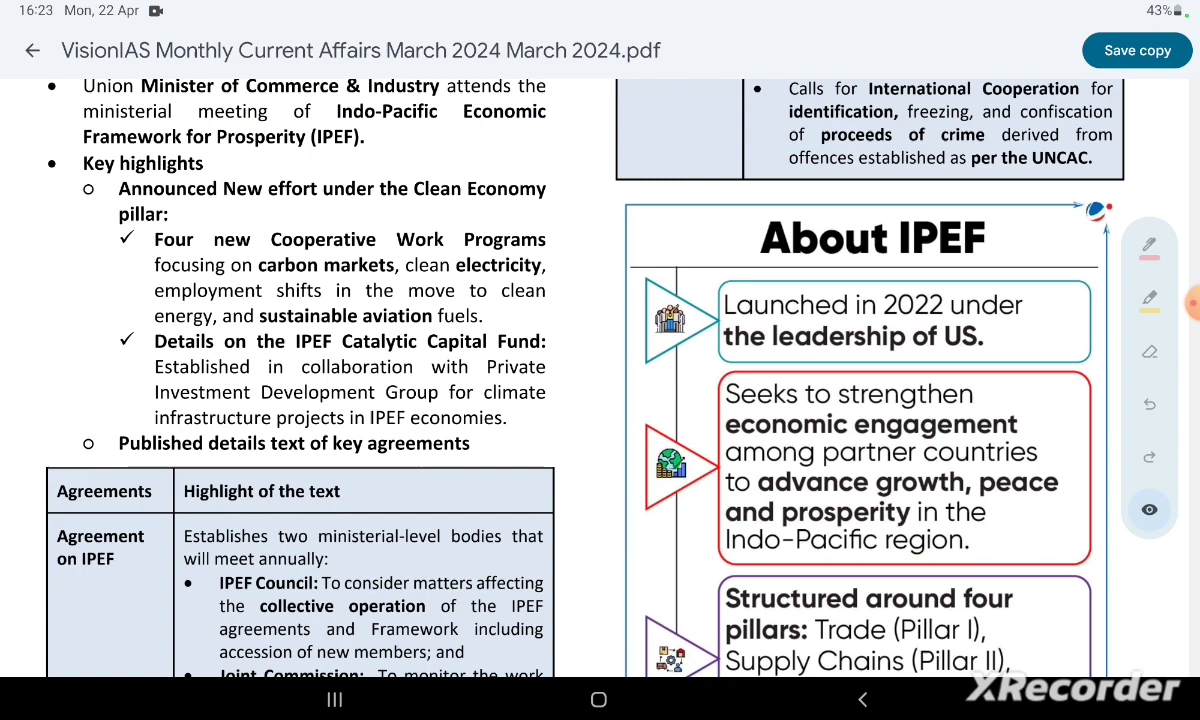 16:23 Mon, 22 Apr
43%
VisionIAS Monthly Current Affairs March 2024 March 2024.pdf
Save copy
• Union Minister of Commerce & Industry attends the
ministerial meeting of Indo-Pacific Economic
Framework for Prosperity (IPEF).
• Key highlights
o Announced New effort under the Clean Economy
pillar:
✓ Four new Cooperative Work Programs
focusing on carbon markets, clean electricity,
employment shifts in the move to clean
energy, and sustainable aviation fuels.
✓ Details on the IPEF Catalytic Capital Fund:
Established in collaboration with Private
Investment Development Group for climate
infrastructure projects in IPEF economies.
o Published details text of key agreements
Agreements Highlight of the text
Agreement
on IPEF
Establishes two ministerial-level bodies that
will meet annually:
• IPEF Council: To consider matters affecting
the collective operation of the IPEF
agreements and Framework including
accession of new members; and
• Joint Commission: To monitor the work
• Calls for International Cooperation for
identification, freezing, and confiscation
of proceeds of crime derived from
offences established as per the UNCAC.
About IPEF
Launched in 2022 under
the leadership of US.
Seeks to strengthen
economic engagement
among partner countries
to advance growth, peace
and prosperity in the
Indo-Pacific region.
Structured around four
pillars: Trade (Pillar I),
Supply Chains (Pillar II),
XRecorder